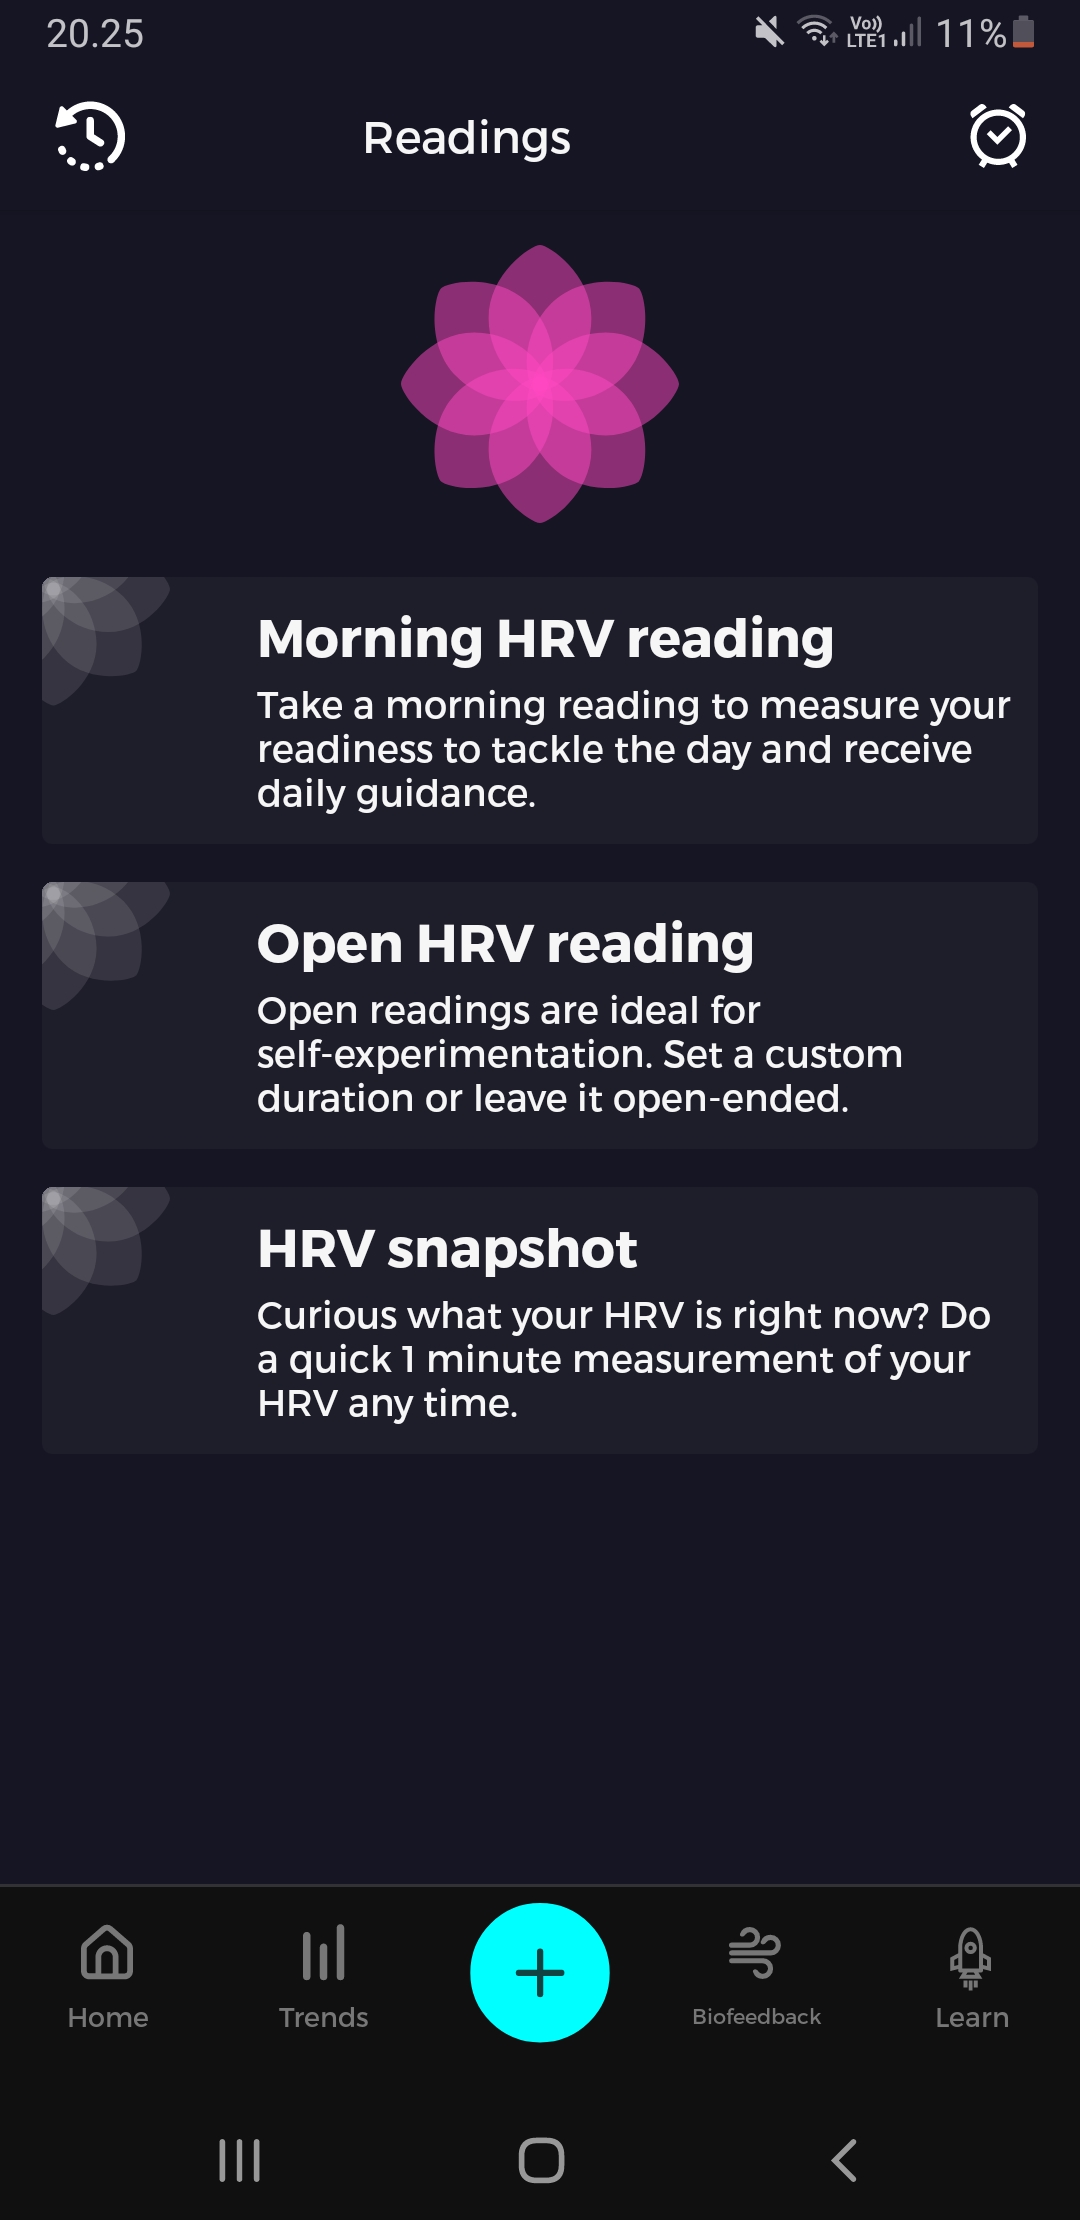 20.25
Vo)) LTE1 11%
Readings
Morning HRV reading
Take a morning reading to measure your
readiness to tackle the day and receive
daily guidance.
Open HRV reading
Open readings are ideal for
self-experimentation. Set a custom
duration or leave it open-ended.
HRV snapshot
Curious what your HRV is right now? Do
a quick 1 minute measurement of your
HRV any time.
Home
Trends
Biofeedback
Learn